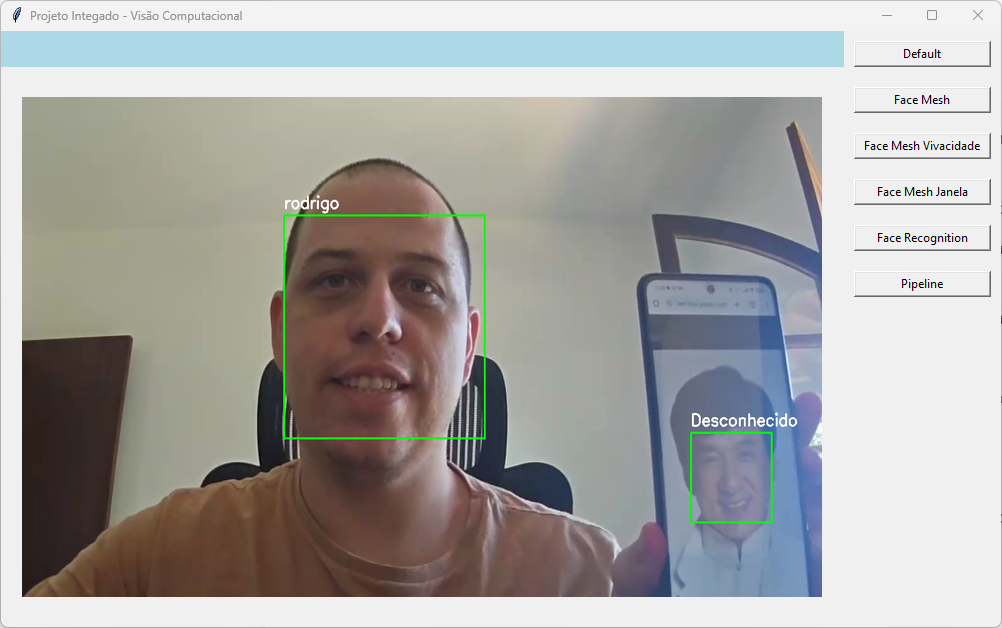 Projeto Integado - Visão Computacional
Default
Face Mesh
Face Mesh Vivacidade
Face Mesh Janela
Face Recognition
Pipeline
rodrigo
Desconhecido